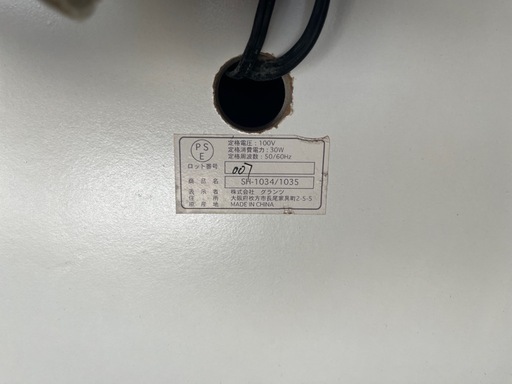 PS
E
定格電圧：100V
定格消費電力：30W
定格周波数：50/60Hz
ロット番号 007
商品名 SH-1034/1035
表示者 株式会社 グランツ
住所 大阪府枚方市長尾家具町2-5-5
原産地 MADE IN CHINA